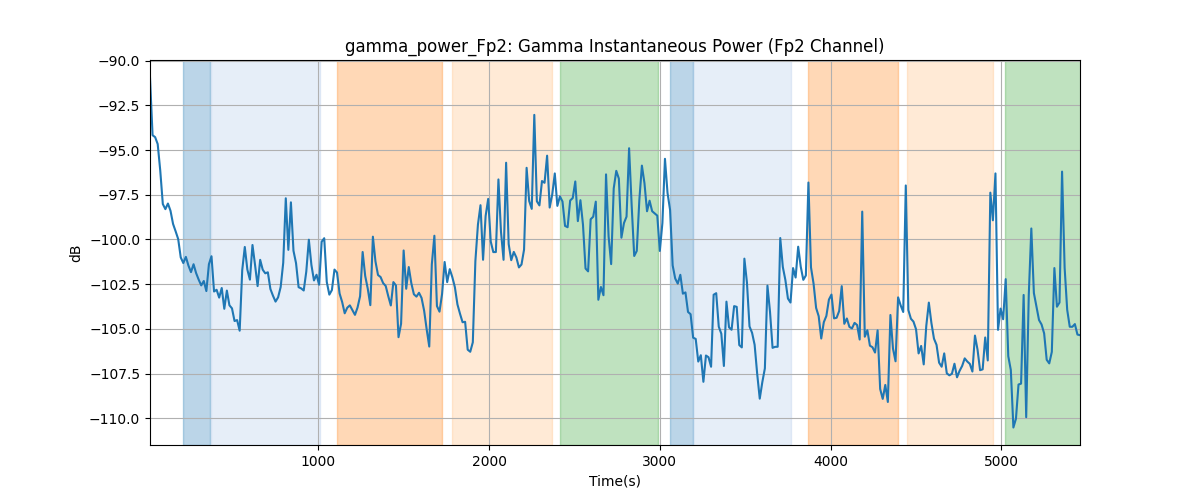 gamma_power_Fp2: Gamma Instantaneous Power (Fp2 Channel)
−90.0
−92.5
−95.0
−97.5
−100.0
−102.5
−105.0
−107.5
−110.0
dB
1000 2000 3000 4000 5000
Time(s)